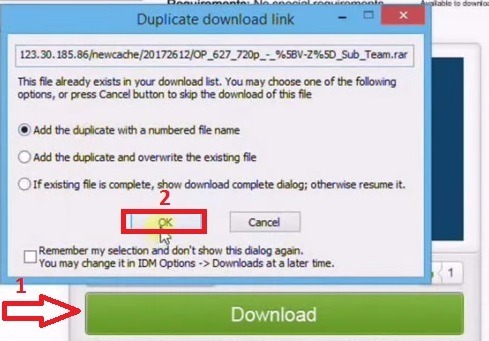 Requirements: No special requirements
Available to downloa
Duplicate download link
123.30.185.86/newcache/20172612/OP_627_720p_-_%5BV-Z%5D_Sub_Team.rar
This file already exists in your download list. You may choose one of the following
options, or press Cancel button to skip the download of this file
Add the duplicate with a numbered file name
Add the duplicate and overwrite the existing file
If existing file is complete, show download complete dialog; otherwise resume it.
2
OK
Cancel
Remember my selection and don't show this dialog again.
You may change it in IDM Options -> Downloads at a later time.
1
1
Download